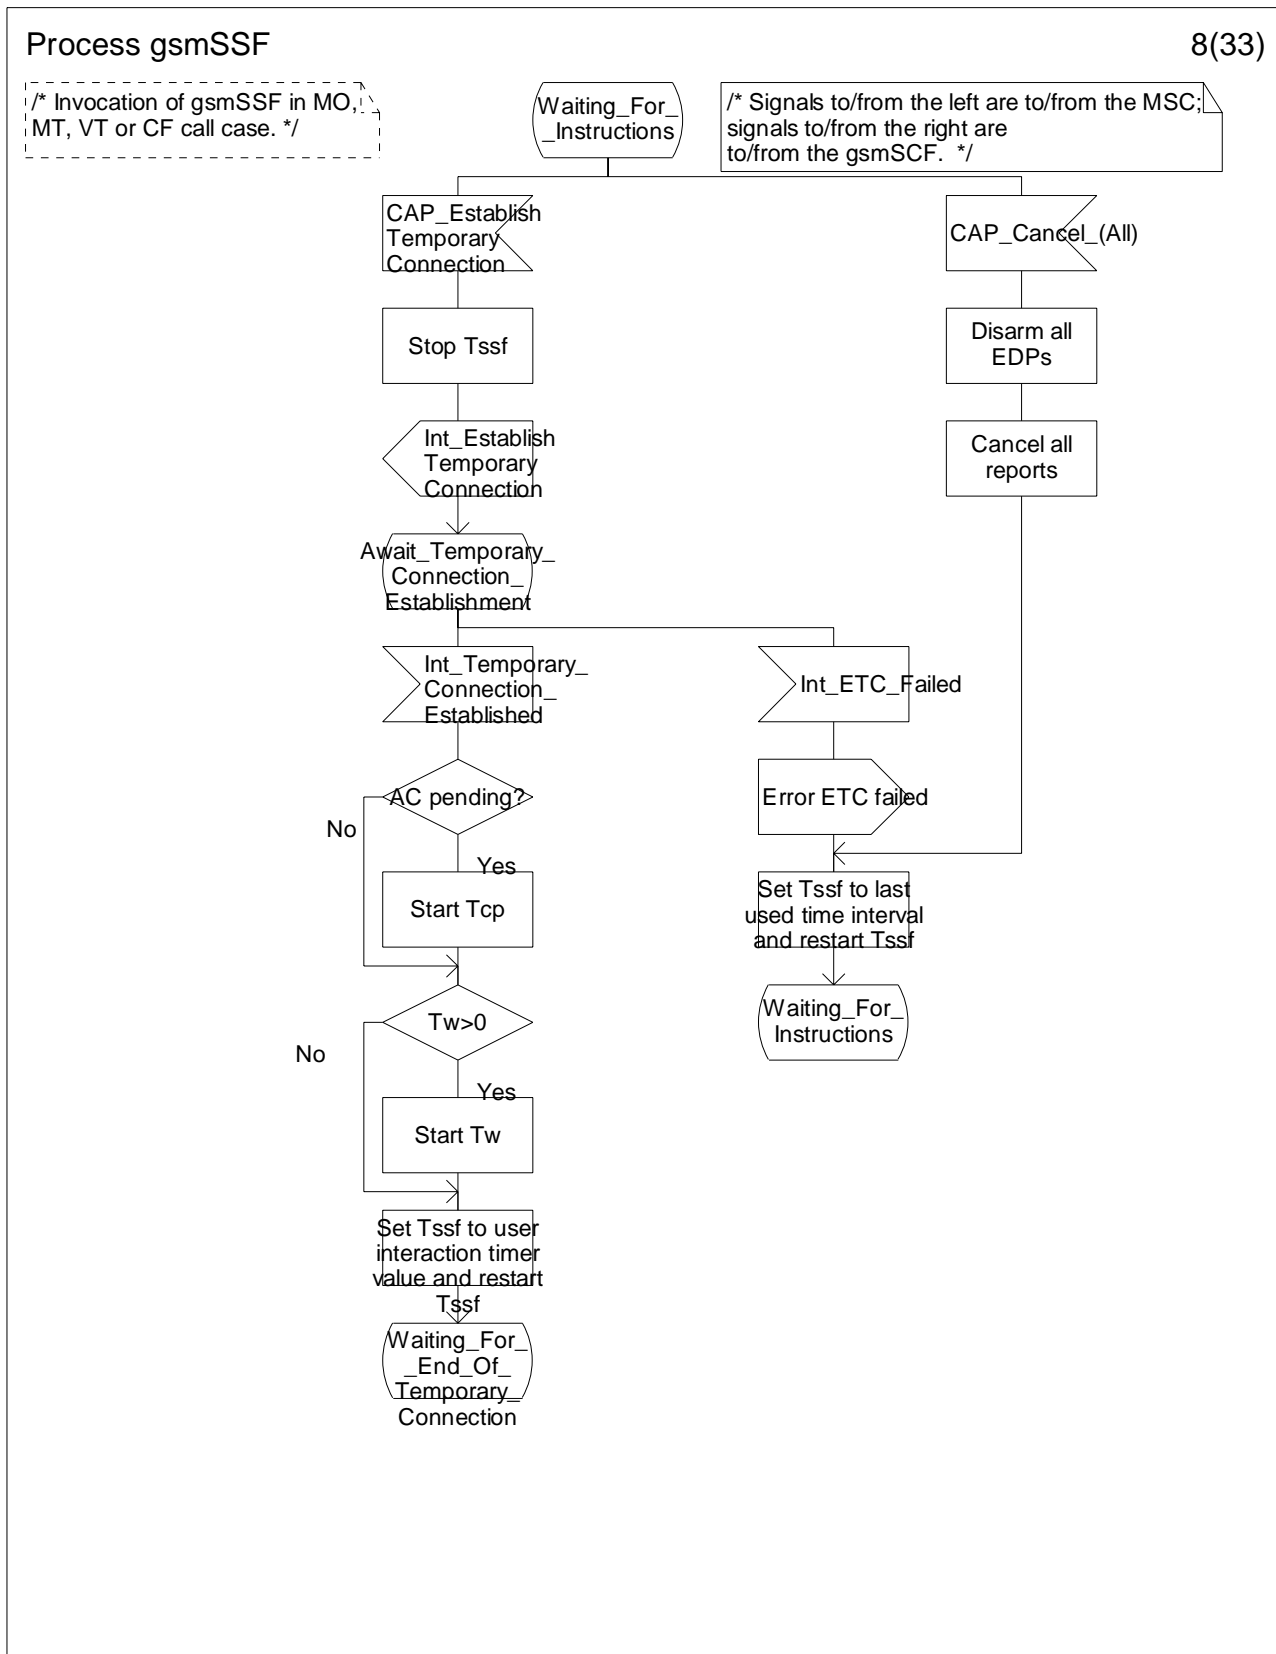 Process gsmSSF
8(33)
/* Invocation of gsmSSF in MO,
MT, VT or CF call case. */
Waiting_For_
_Instructions
/* Signals to/from the left are to/from the MSC;
signals to/from the right are
to/from the gsmSCF.  */
CAP_Establish
Temporary
Connection
CAP_Cancel_(All)
Stop Tssf
Disarm all
EDPs
Int_Establish
Temporary
Connection
Cancel all
reports
Await_Temporary_
Connection_
Establishment
Int_Temporary_
Connection_
Established
Int_ETC_Failed
AC pending?
Error ETC failed
No
Yes
Start Tcp
Set Tssf to last
used time interval
and restart Tssf
Tw>0
Waiting_For_
Instructions
No
Yes
Start Tw
Set Tssf to user
interaction timer
value and restart
Tssf
Waiting_For_
_End_Of_
Temporary_
Connection